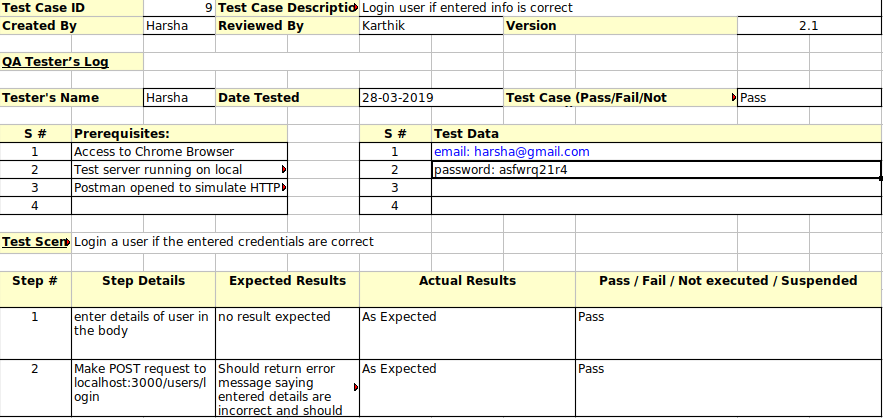 Test Case ID 9 Test Case Descriptio Login user if entered info is correct
Created By Harsha Reviewed By Karthik Version 2.1
QA Tester’s Log
Tester's Name Harsha Date Tested 28-03-2019 Test Case (Pass/Fail/Not Pass
S # Prerequisites: S # Test Data
1 Access to Chrome Browser 1 email: harsha@gmail.com
2 Test server running on local 2 password: asfwrq21r4
3 Postman opened to simulate HTTP 3
4 4
Test Scen Login a user if the entered credentials are correct
Step # Step Details Expected Results Actual Results Pass / Fail / Not executed / Suspended
1 enter details of user in no result expected As Expected Pass
the body
2 Make POST request to Should return error As Expected Pass
localhost:3000/users/l message saying
ogin entered details are
incorrect and should